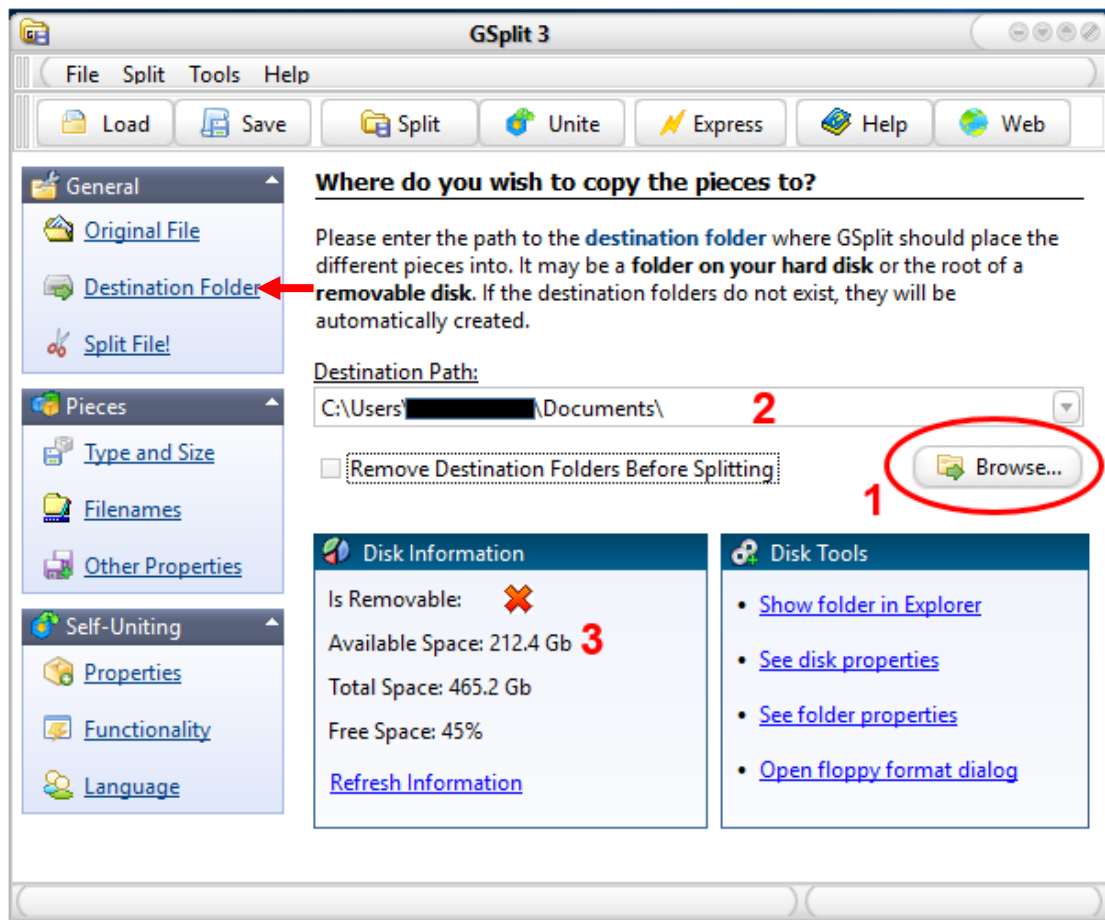 GSplit 3
File Split Tools Help
Load Save Split Unite Express Help Web
General
Original File
Destination Folder
Split File!
Pieces
Type and Size
Filenames
Other Properties
Self-Uniting
Properties
Functionality
Language
Where do you wish to copy the pieces to?
Please enter the path to the destination folder where GSplit should place the
different pieces into. It may be a folder on your hard disk or the root of a
removable disk. If the destination folders do not exist, they will be
automatically created.
Destination Path:
C:\Users\ \Documents\ 2
Remove Destination Folders Before Splitting
Browse...
1
Disk Information
Is Removable:
Available Space: 212.4 Gb 3
Total Space: 465.2 Gb
Free Space: 45%
Refresh Information
Disk Tools
• Show folder in Explorer
• See disk properties
• See folder properties
• Open floppy format dialog